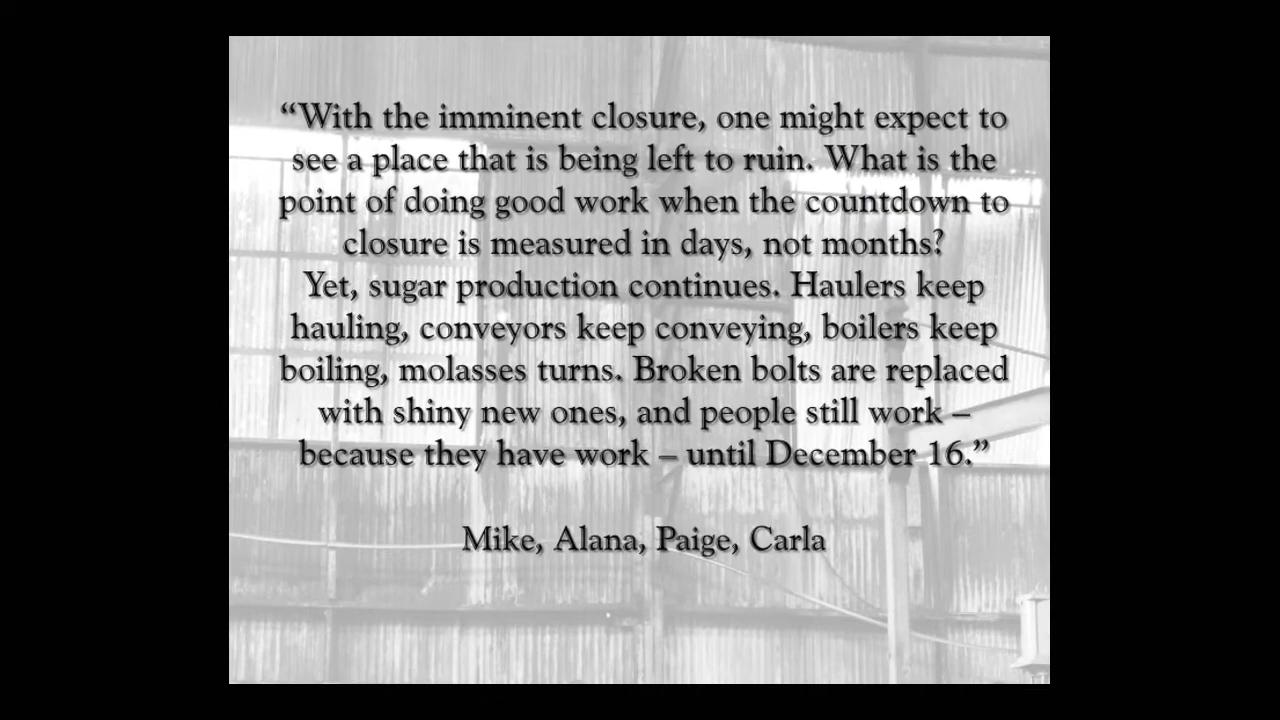 “With the imminent closure, one might expect to
see a place that is being left to ruin. What is the
point of doing good work when the countdown to
closure is measured in days, not months?
Yet, sugar production continues. Haulers keep
hauling, conveyors keep conveying, boilers keep
boiling, molasses turns. Broken bolts are replaced
with shiny new ones, and people still work –
because they have work – until December 16.”
Mike, Alana, Paige, Carla